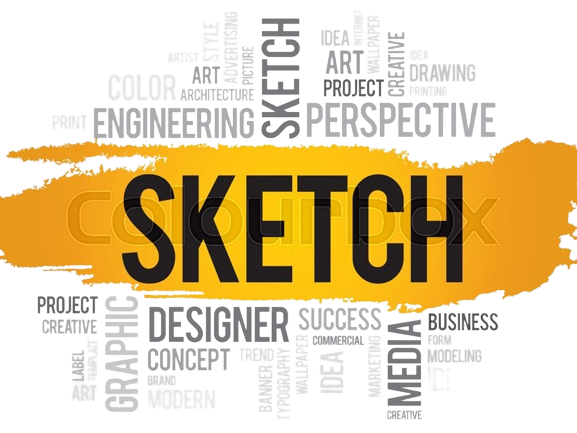 ARTIST
STYLE
ADVERTISING
PICTURE
SKETCH
IDEA
INTERNET
WALLPAPER
CREATIVE
IDEA
ART
ART
DRAWING
COLOR
ARCHITECTURE
PROJECT
PRINTING
PRINT
ENGINEERING
PERSPECTIVE
SKETCH
colourbox
PROJECT
CREATIVE
GRAPHIC
DESIGNER
SUCCESS
COMMERCIAL
MEDIA
BUSINESS
LABEL
TEMPLATE
CONCEPT
TREND
TYPOGRAPHY
WALLPAPER
IDEA
MARKETING
FORM
MODELING
ART
BRAND
MODERN
BANNER
CREATIVE